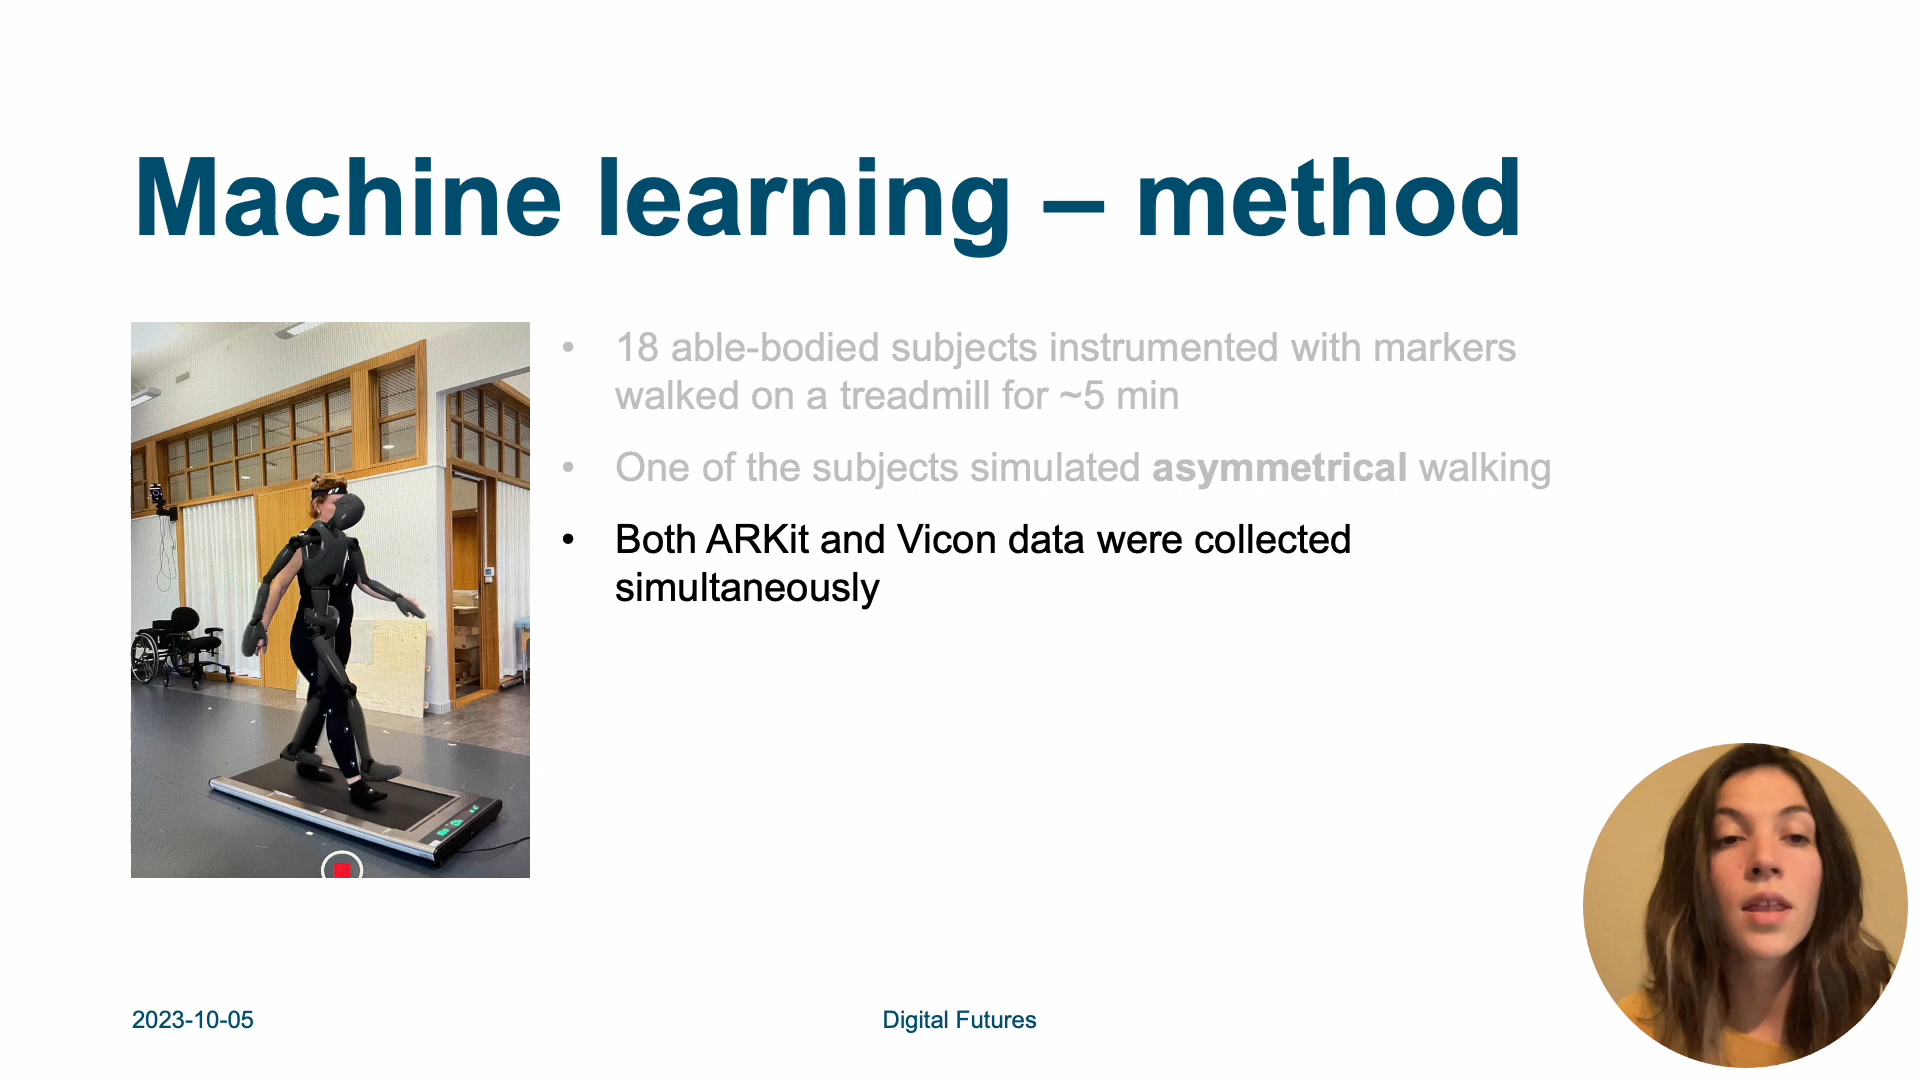 Machine learning – method
• 18 able-bodied subjects instrumented with markers
walked on a treadmill for ~5 min
• One of the subjects simulated asymmetrical walking
• Both ARKit and Vicon data were collected
simultaneously
2023-10-05
Digital Futures